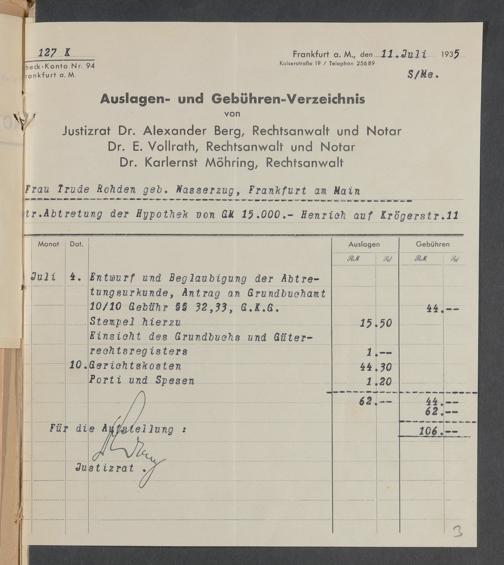 127 K
Frankfurt a. M., den 11.Juli 1935
heck-Konto Nr. 94
Kaiserstraße 19 / Telephon 25689
rankfurt a. M.
S/Me.
Auslagen- und Gebühren-Verzeichnis
von
Justizrat Dr. Alexander Berg, Rechtsanwalt und Notar
Dr. E. Vollrath, Rechtsanwalt und Notar
Dr. Karlernst Möhring, Rechtsanwalt
Frau Trude Rohden geb. Wasserzug, Frankfurt am Main
tr.Abtretung der Hypothek von GM 15.000.- Henrich auf Krögerstr.11
Monat Dat. Auslagen Gebühren
RM Pf RM Pf
Juli 4. Entwurf und Beglaubigung der Abtre-
tungsurkunde, Antrag an Grundbuchamt
10/10 Gebühr §§ 32,33, G.K.G. 44.--
Stempel hierzu 15.50
Einsicht des Grundbuchs und Güter-
rechtsregisters 1.--
10.Gerichtskosten 44.30
Porti und Spesen 1.20
62.-- 44.--
62.--
Für die Aufstellung : 106.--
Justizrat .
3